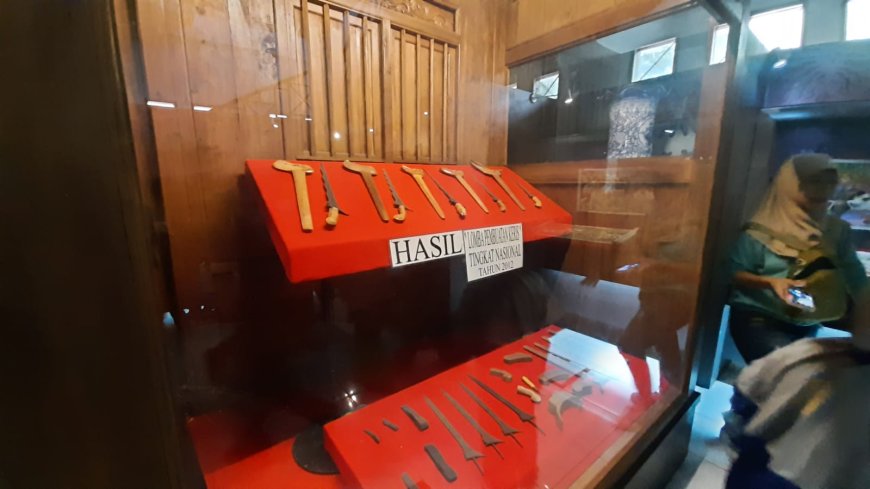 HASIL
LOMBA PEMBUATAN KERIS
TINGKAT NASIONAL
TAHUN 2012